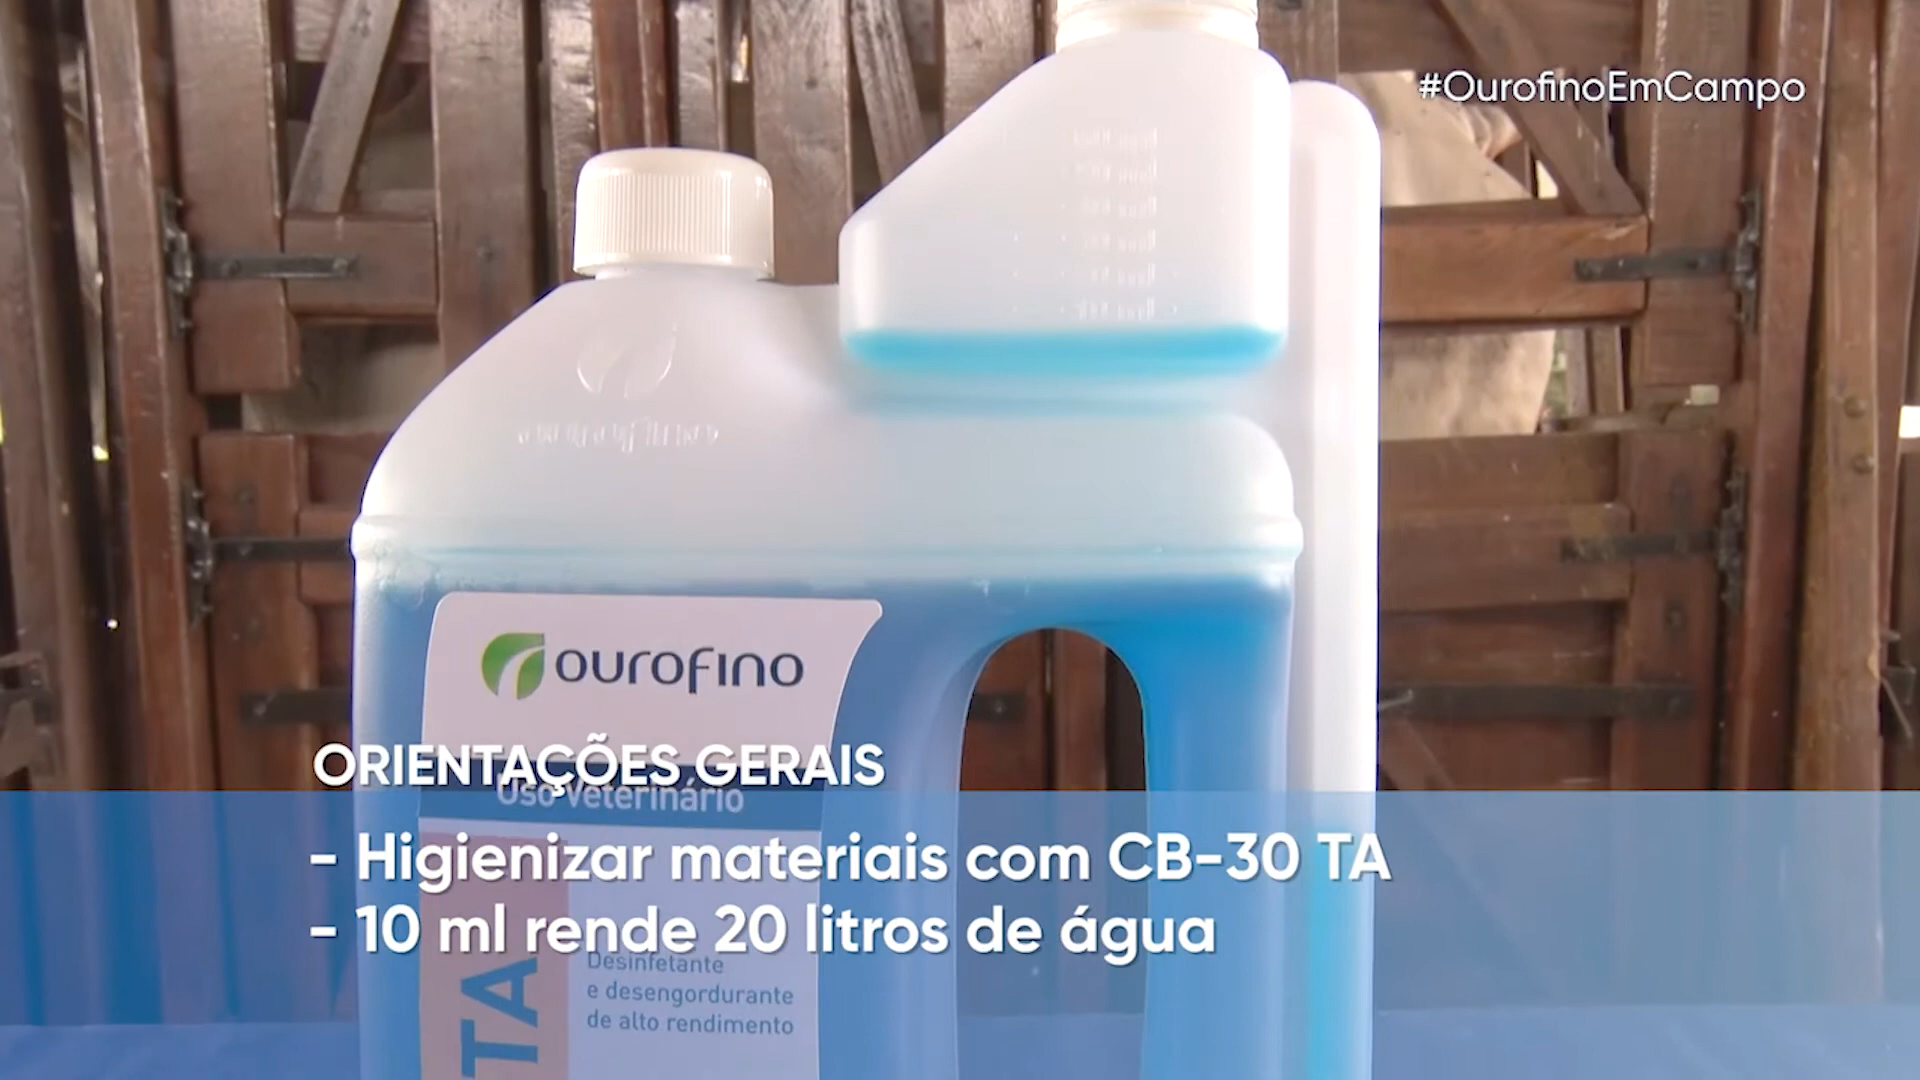 #OurofinoEmCampo
ourofino
ORIENTAÇÕES GERAIS
Uso Veterinário
- Higienizar materiais com CB-30 TA
- 10 ml rende 20 litros de água
TA
Desinfetante
e desengordurante
de alto rendimento